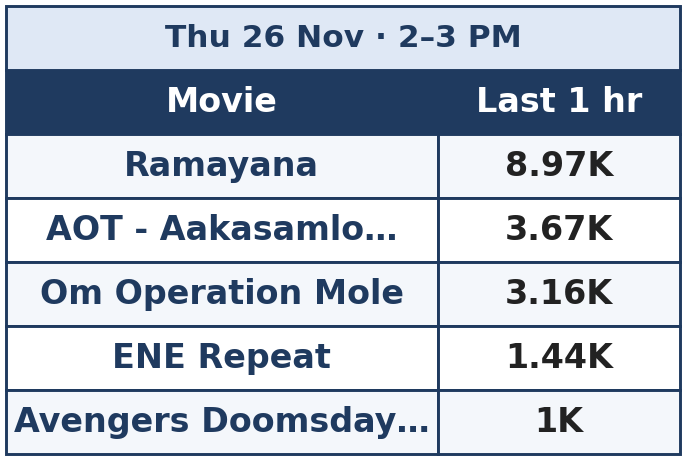 Thu 26 Nov · 2–3 PM
Movie Last 1 hr
Ramayana 8.97K
AOT - Aakasamlo... 3.67K
Om Operation Mole 3.16K
ENE Repeat 1.44K
Avengers Doomsday... 1K